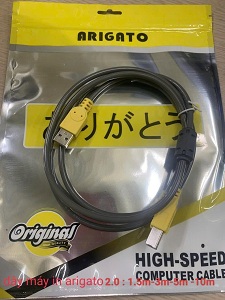 ARIGATO
ありがとう
Original
HIGH-SPEED
COMPUTER CABLE
dây máy in arigato 2.0 : 1.5m-3m-5m -10m